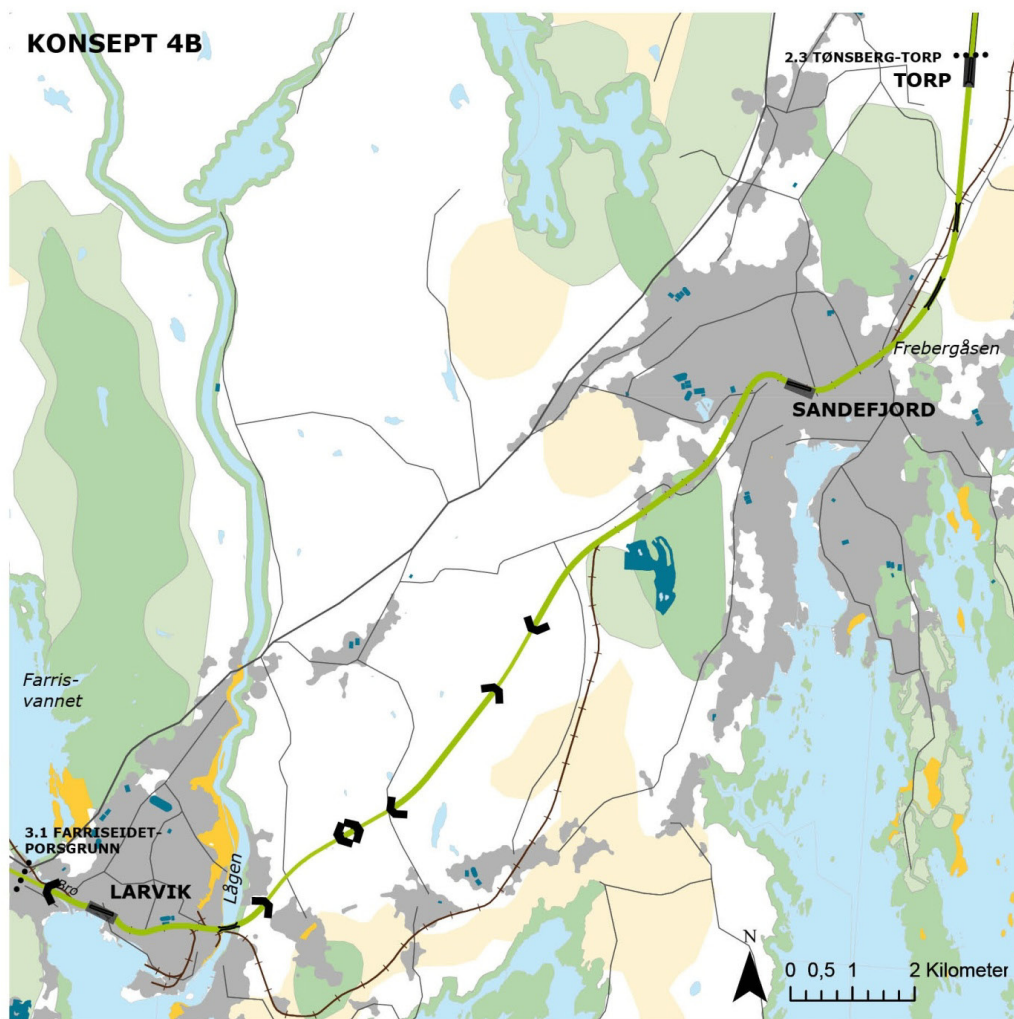 KONSEPT 4B
2.3 TØNSBERG-TORP
TORP
Frebergåsen
SANDEFJORD
Farris-
vannet
3.1 FARRISEIDET-
PORSGRUNN
Bro
LARVIK
Lågen
N
0 0,5 1 2 Kilometer